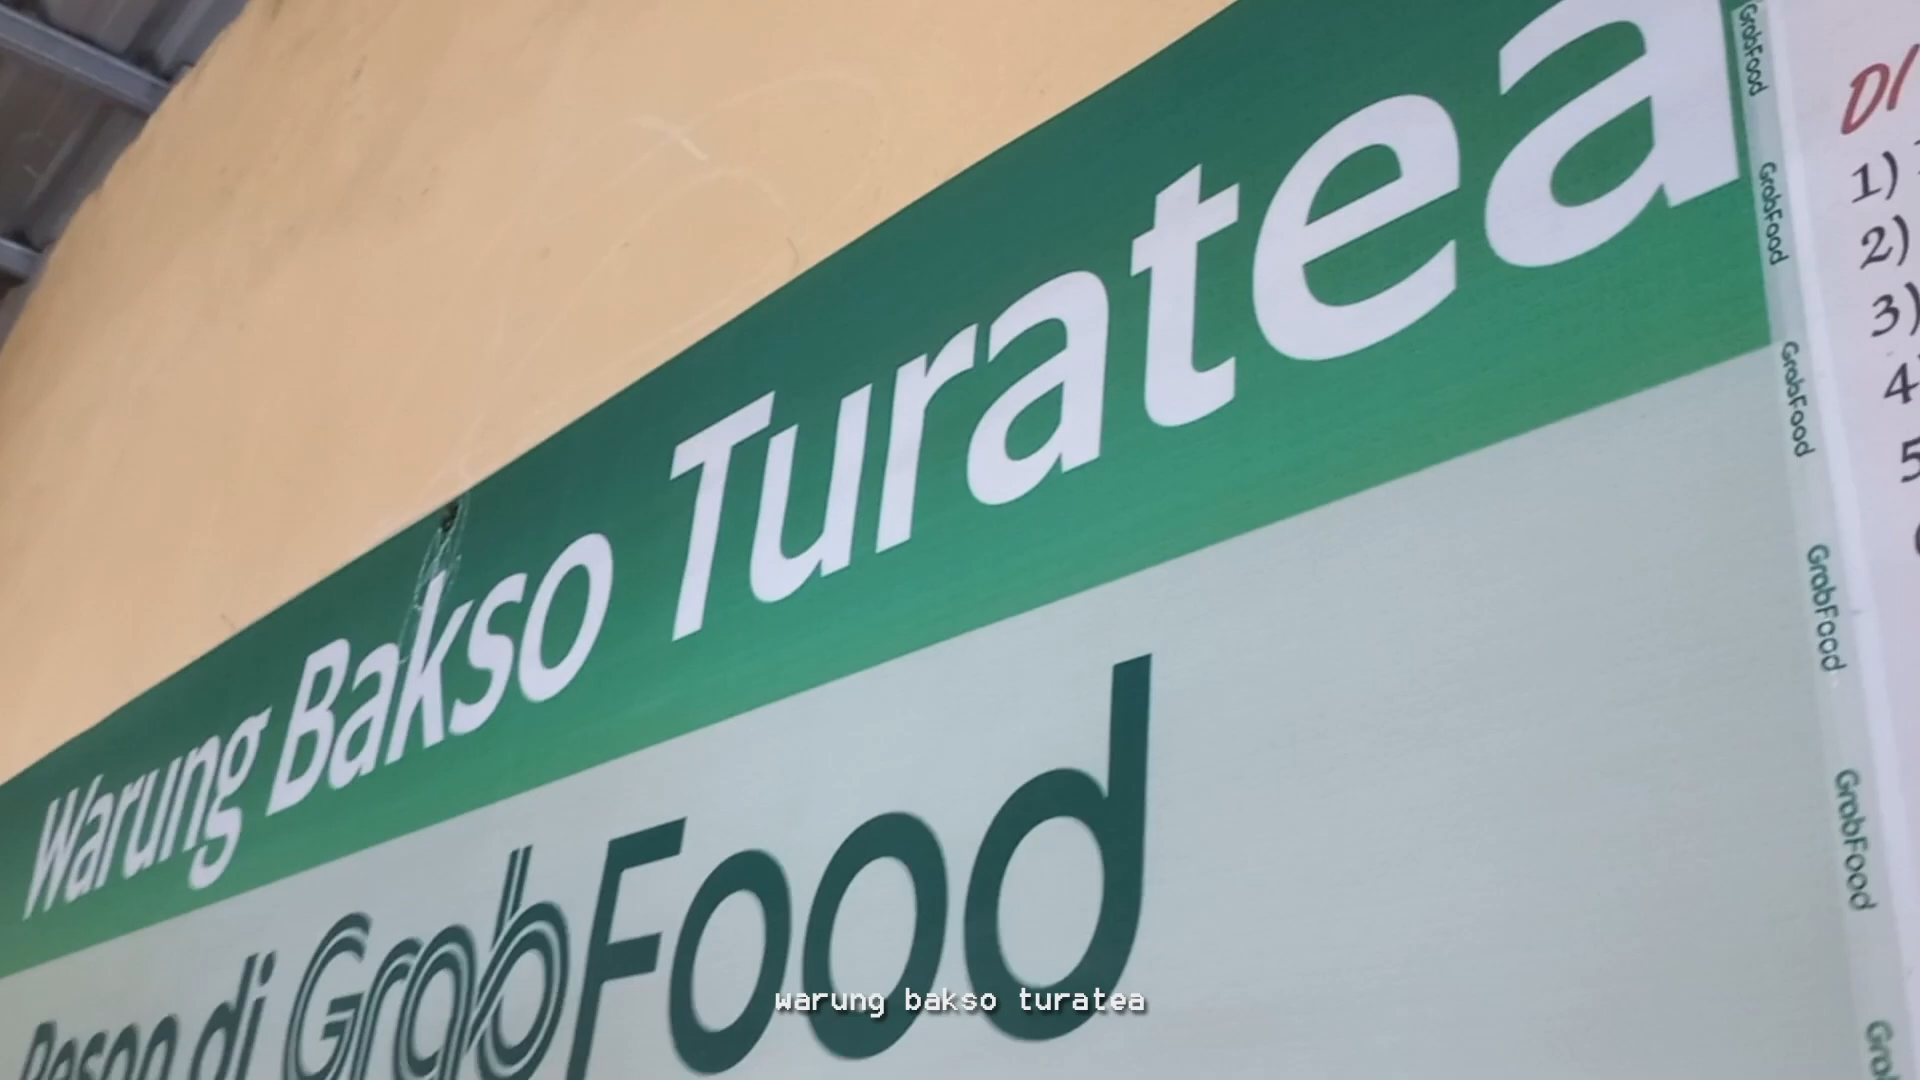 Warung Bakso Turatea
Pesan di GrabFood
GrabFood
GrabFood
GrabFood
GrabFood
GrabFood
1)
2)
3)
warung bakso turatea